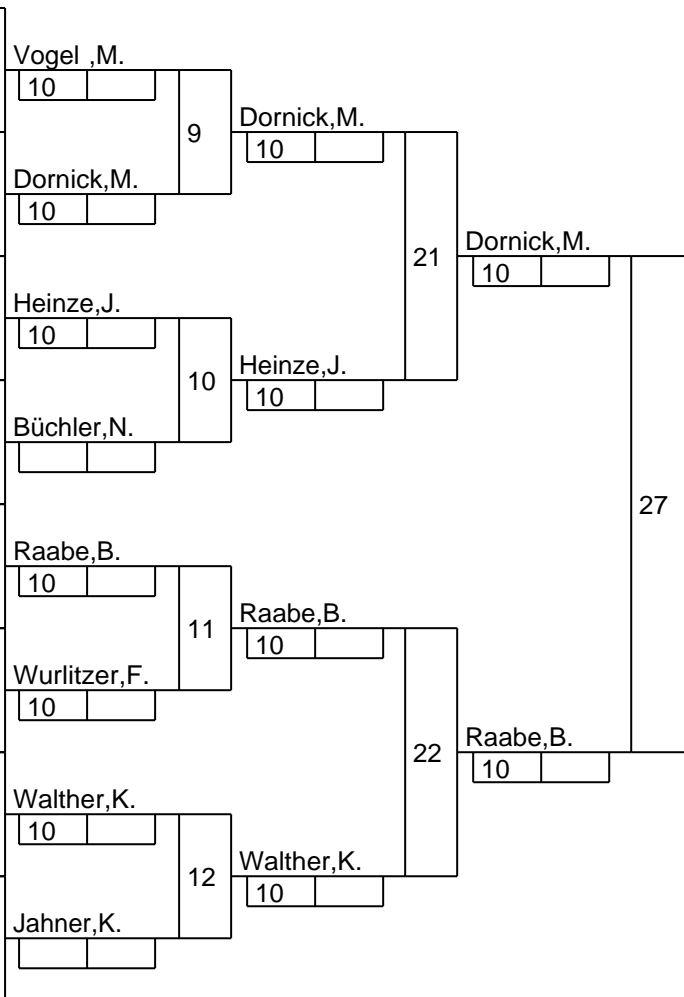 Vogel ,M.
10
9
Dornick,M.
10
Dornick,M.
10
21
Dornick,M.
10
Heinze,J.
10
10
Heinze,J.
10
Büchler,N.
27
Raabe,B.
10
11
Raabe,B.
10
Wurlitzer,F.
10
22
Raabe,B.
10
Walther,K.
10
12
Walther,K.
10
Jahner,K.